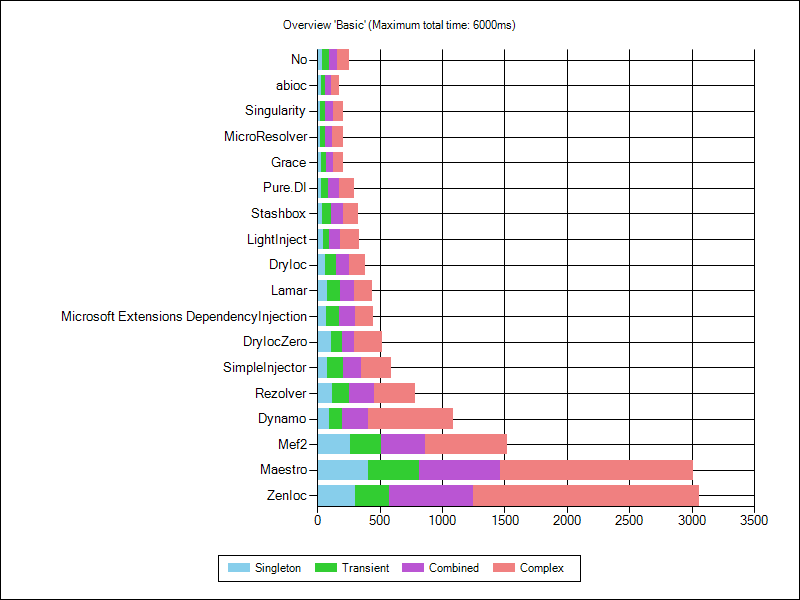 Overview 'Basic' (Maximum total time: 6000ms)
No
abioc
Singularity
MicroResolver
Grace
Pure.DI
Stashbox
LightInject
DryIoc
Lamar
Microsoft Extensions DependencyInjection
DryIocZero
SimpleInjector
Rezolver
Dynamo
Mef2
Maestro
ZenIoc
0 500 1000 1500 2000 2500 3000 3500
Singleton Transient Combined Complex